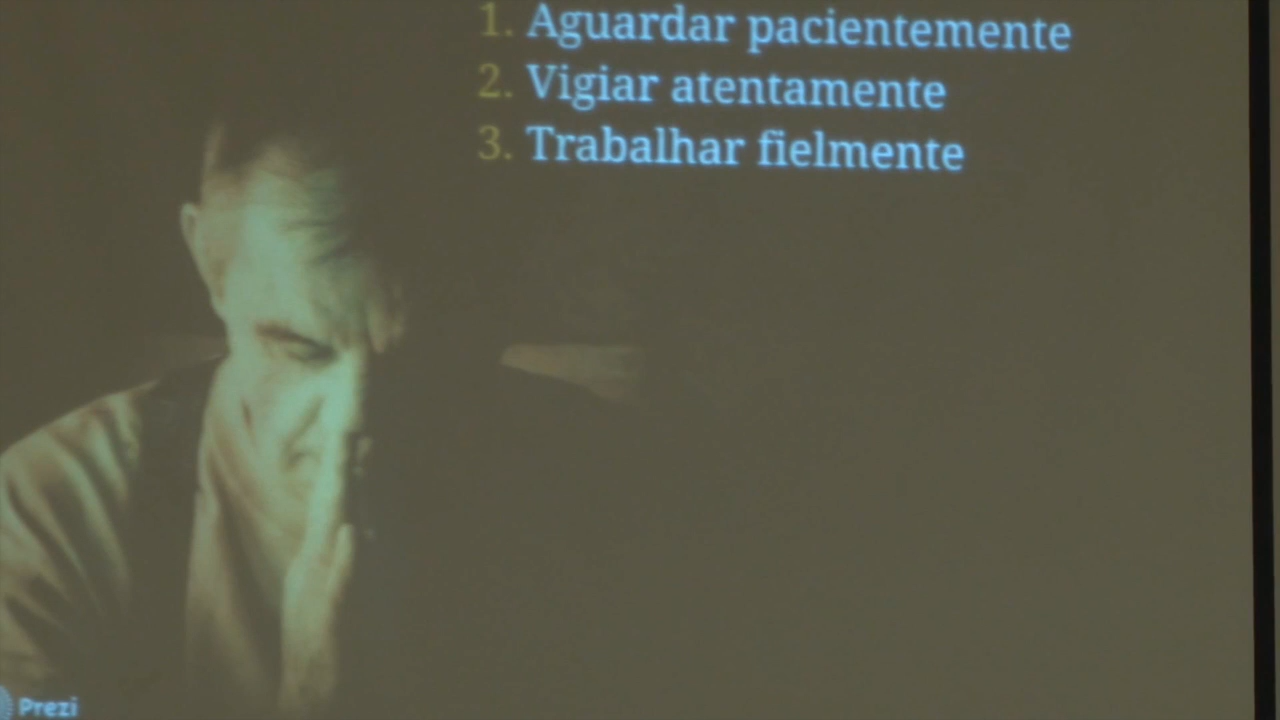 1. Aguardar pacientemente
2. Vigiar atentamente
3. Trabalhar fielmente
Prezi